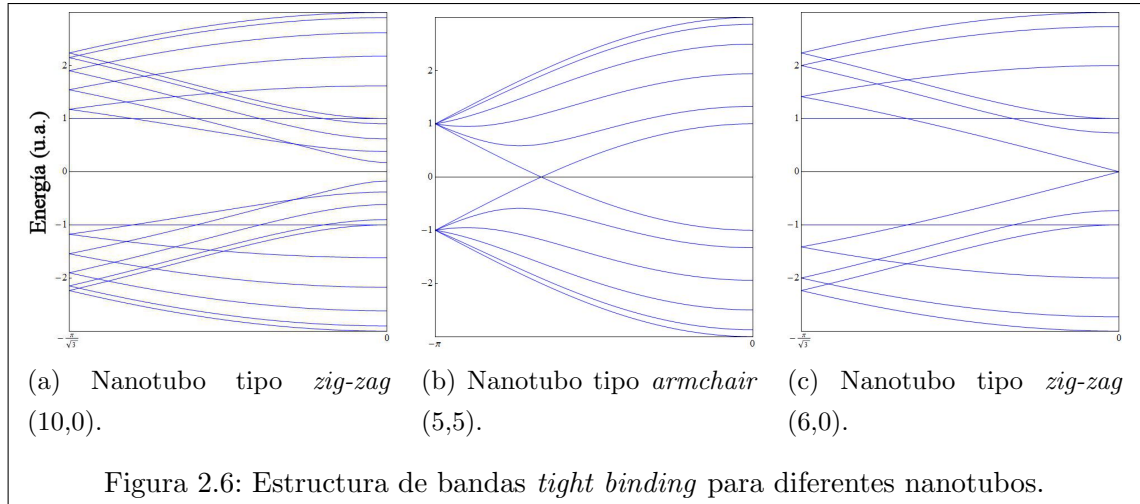 Energía (u.a.)
2
1
0
−1
−2
−π/√3
0
2
1
0
−1
−2
−π
0
2
1
0
−1
−2
−π/√3
0
(a) Nanotubo tipo zig-zag
(10,0).
(b) Nanotubo tipo armchair
(5,5).
(c) Nanotubo tipo zig-zag
(6,0).
Figura 2.6: Estructura de bandas tight binding para diferentes nanotubos.